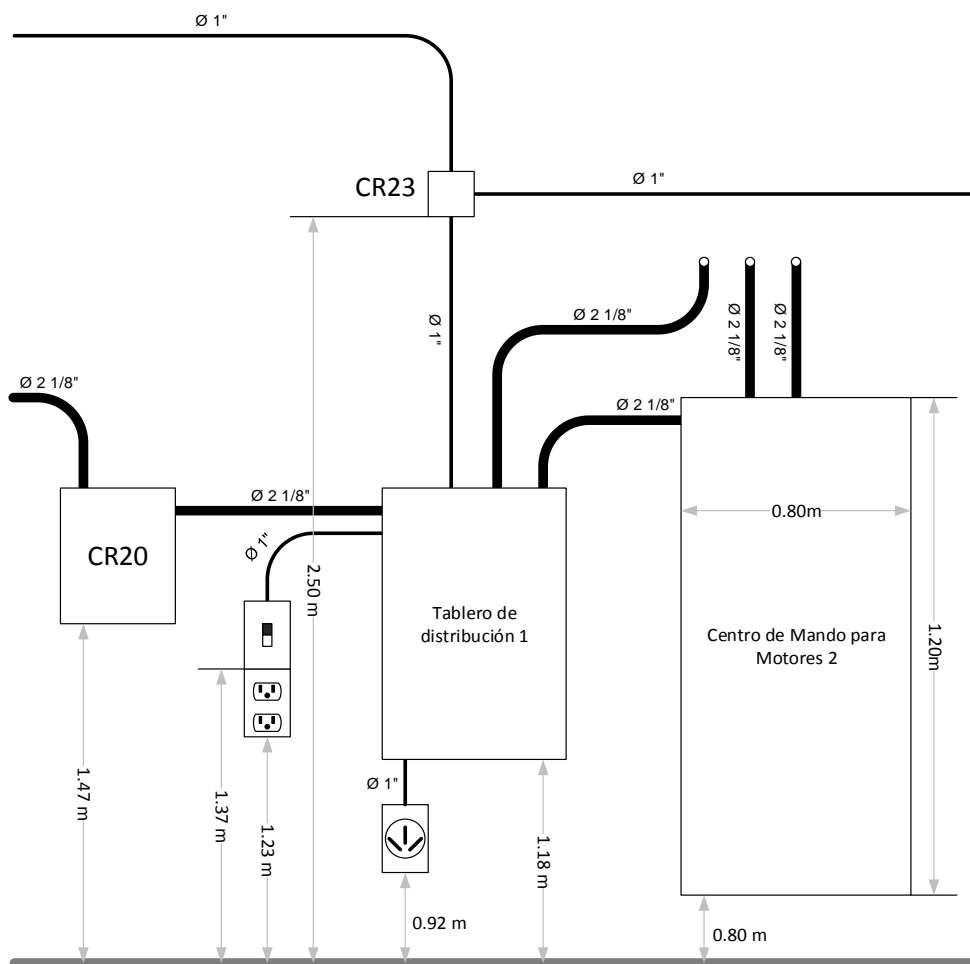 Ø 1"
CR23
Ø 1"
Ø 1"
Ø 2 1/8"
Ø 2 1/8"
Ø 2 1/8"
Ø 2 1/8"
Ø 2 1/8"
Ø 2 1/8"
Ø 1"
CR20
2.50 m
0.80m
Tablero de
distribución 1
Centro de Mando para
Motores 2
1.20m
1.47 m
1.37 m
1.23 m
Ø 1"
1.18 m
0.92 m
0.80 m